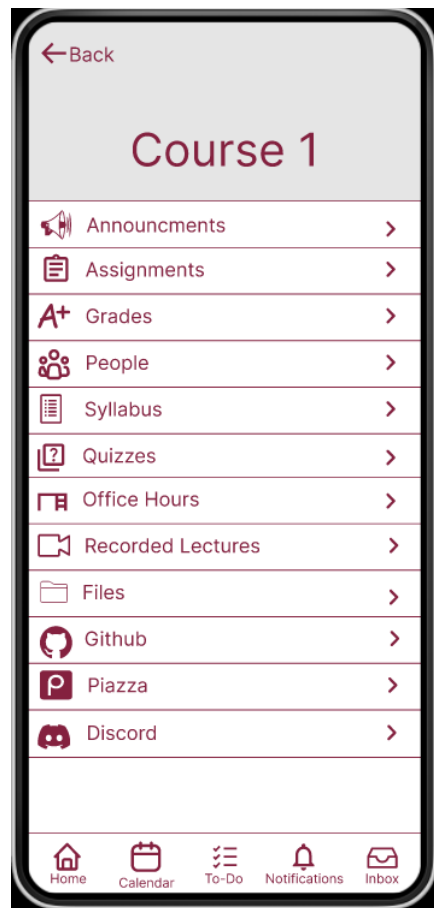 ←Back
Course 1
Announcments
Assignments
A+ Grades
People
Syllabus
? Quizzes
Office Hours
Recorded Lectures
Files
Github
P Piazza
Discord
Home Calendar To-Do Notifications Inbox